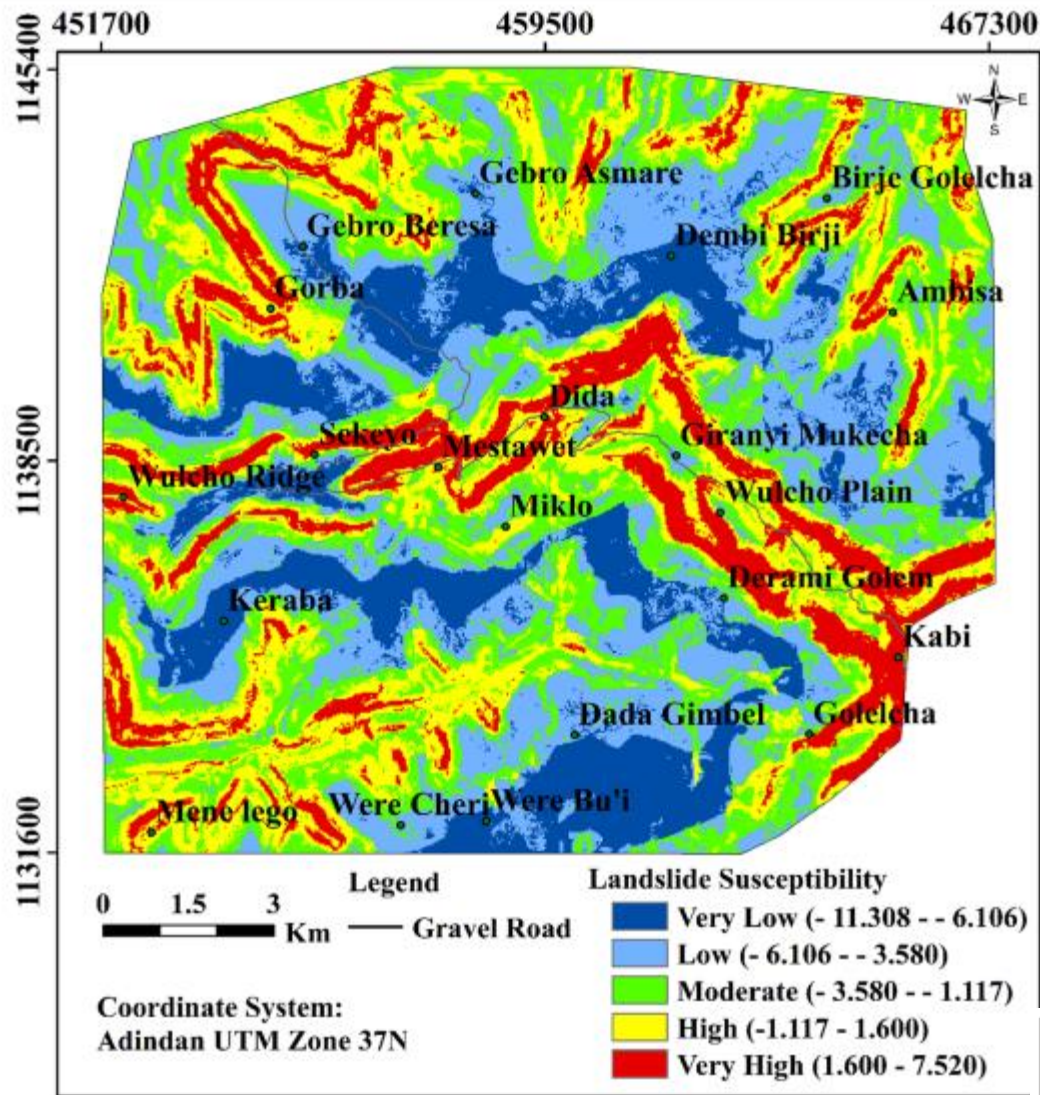 451700 459500 467300
1145400
1138500
1131600
N
W E
S
Gebro Asmare
Birje Golelcha
Gebro Beresa
Dembi Birji
Gorba
Ambisa
Dida
Sekeyo
Mestawet
Giranyi Mukecha
Wulcho Ridge
Wulcho Plain
Miklo
Derami Golem
Keraba
Kabi
Dada Gimbel
Golelcha
Mene lego
Were Cheri
Were Bu'i
Legend
0 1.5 3
Km
Gravel Road
Coordinate System:
Adindan UTM Zone 37N
Landslide Susceptibility
Very Low (- 11.308 - - 6.106)
Low (- 6.106 - - 3.580)
Moderate (- 3.580 - - 1.117)
High (-1.117 - 1.600)
Very High (1.600 - 7.520)